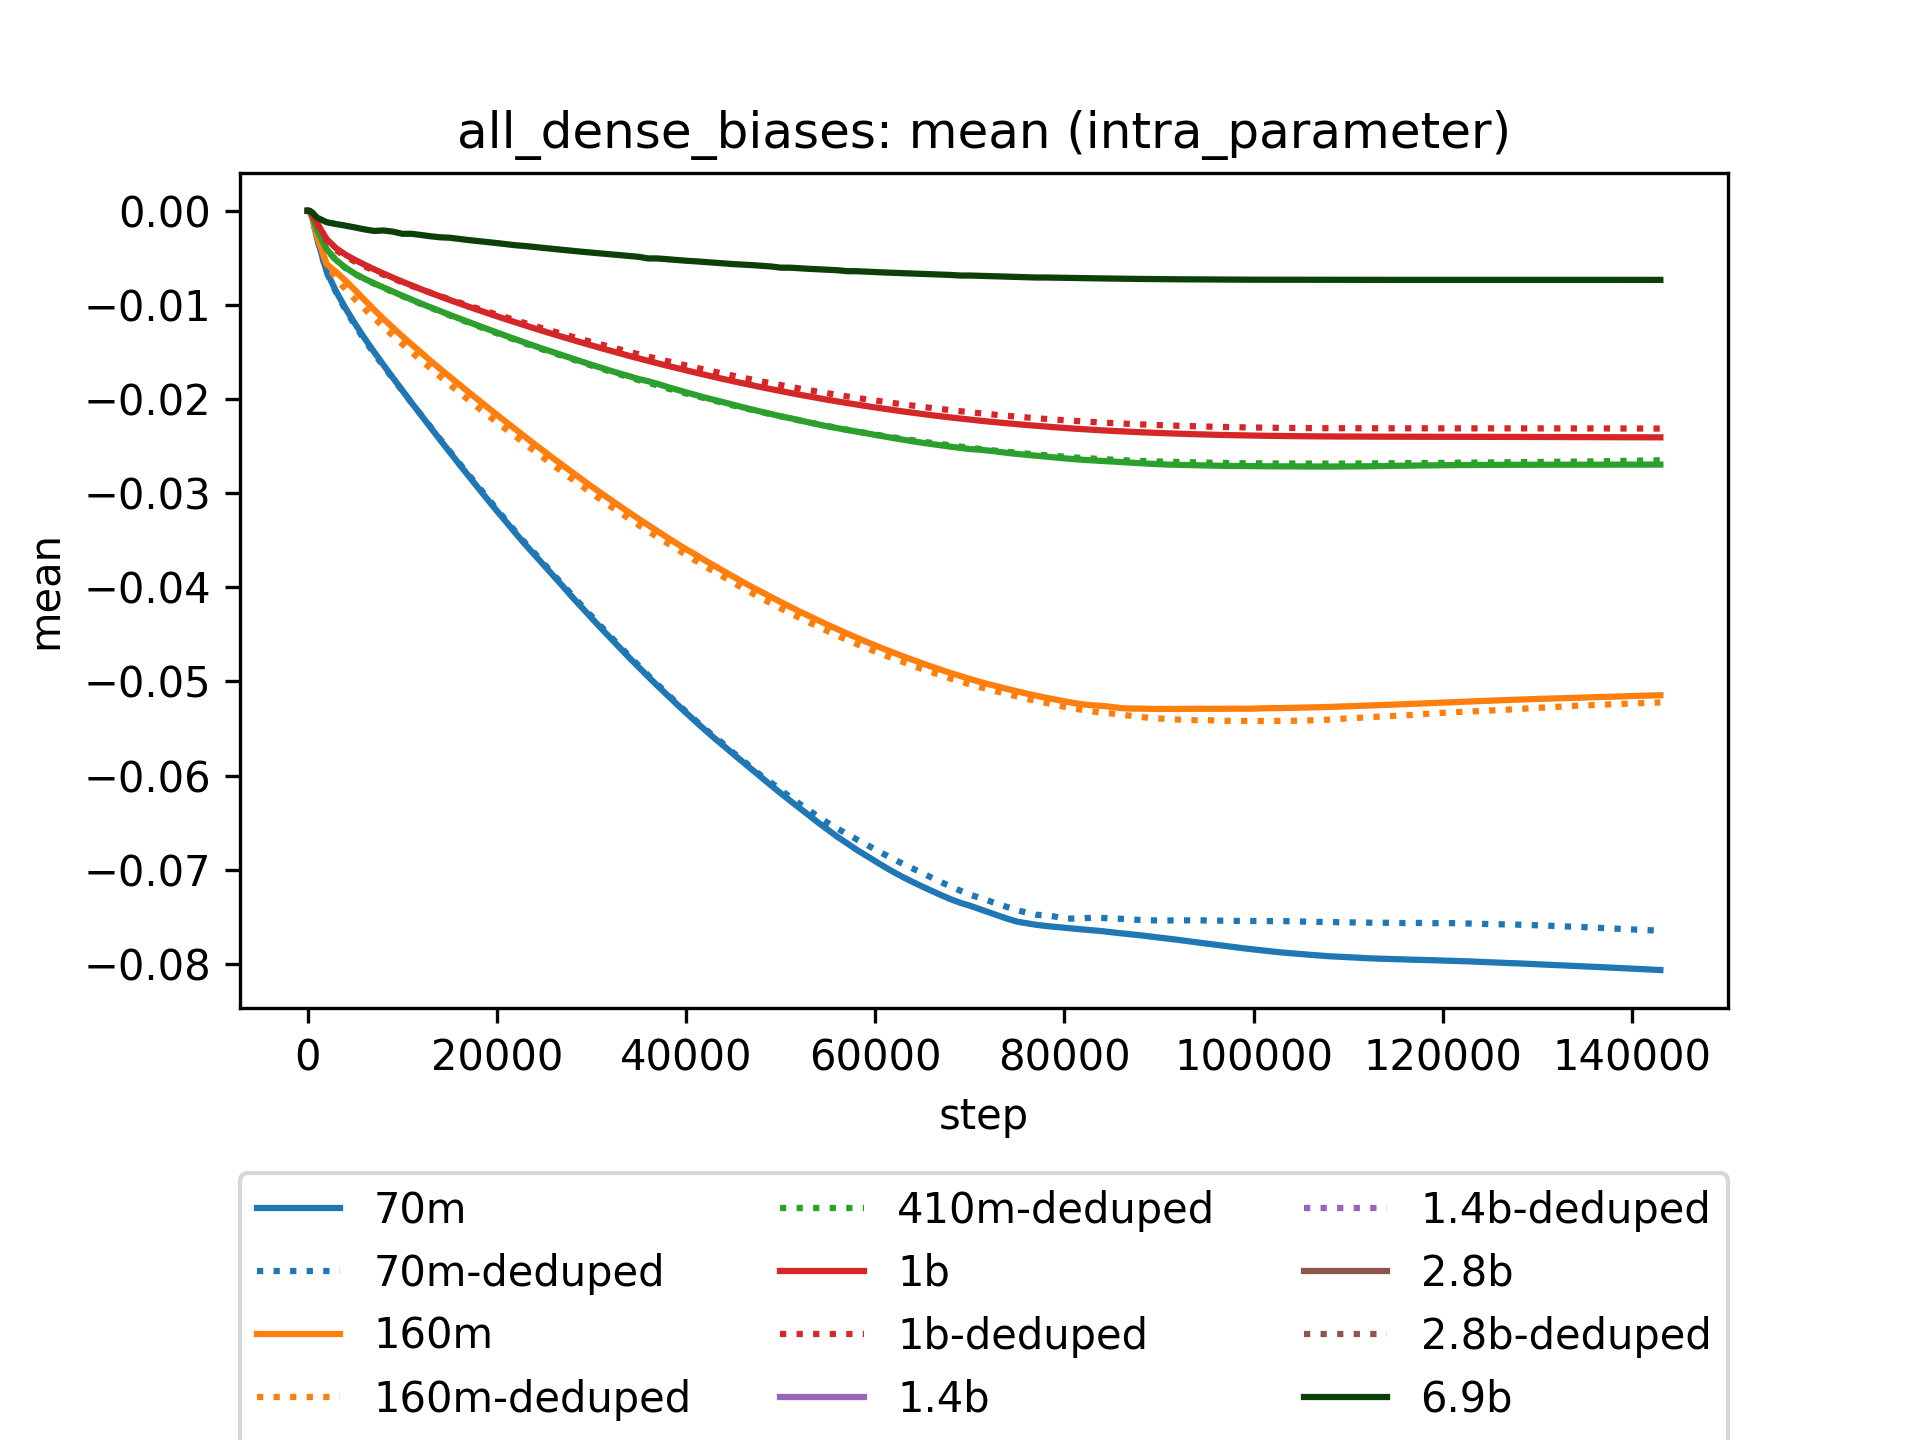 all_dense_biases: mean (intra_parameter)
0.00
−0.01
−0.02
−0.03
−0.04
−0.05
−0.06
−0.07
−0.08
mean
0 20000 40000 60000 80000 100000 120000 140000
step
70m 410m-deduped 1.4b-deduped
70m-deduped 1b 2.8b
160m 1b-deduped 2.8b-deduped
160m-deduped 1.4b 6.9b